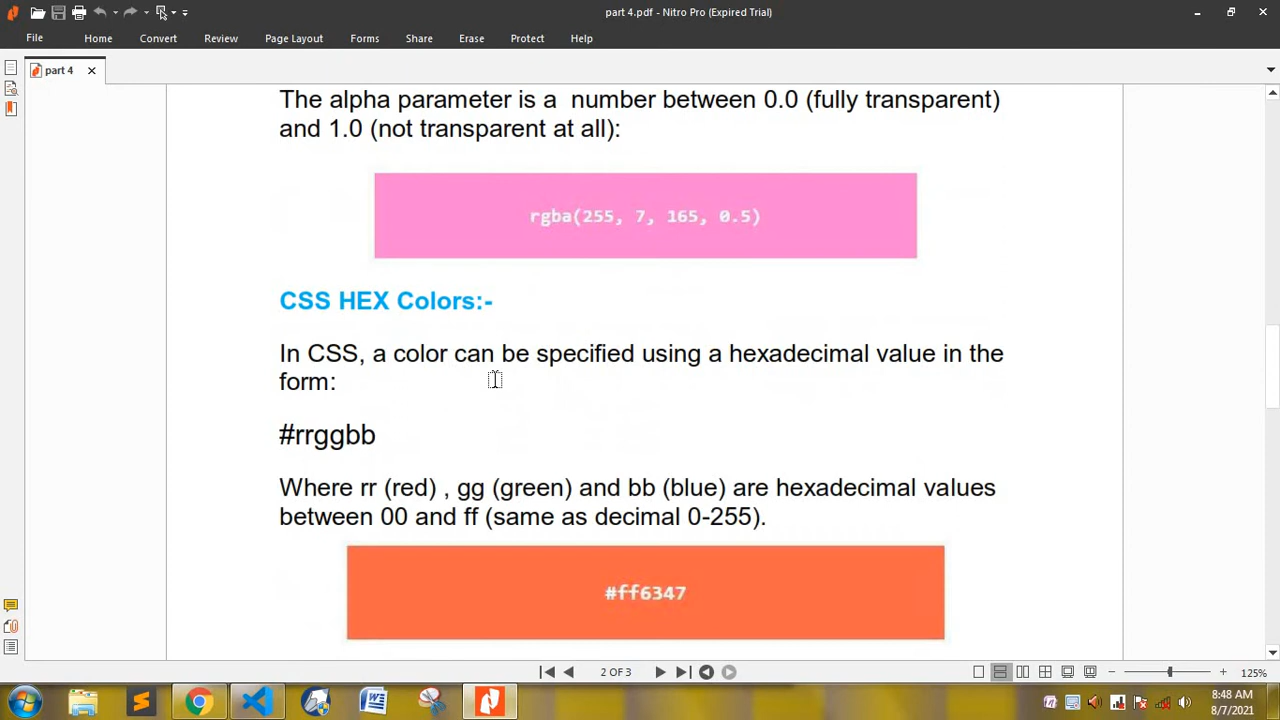 part 4.pdf - Nitro Pro (Expired Trial)
File Home Convert Review Page Layout Forms Share Erase Protect Help
part 4
The alpha parameter is a number between 0.0 (fully transparent)
and 1.0 (not transparent at all):
rgba(255, 7, 165, 0.5)
CSS HEX Colors:-
In CSS, a color can be specified using a hexadecimal value in the
form:
#rrggbb
Where rr (red) , gg (green) and bb (blue) are hexadecimal values
between 00 and ff (same as decimal 0-255).
#ff6347
2 OF 3
125%
8:48 AM
8/7/2021